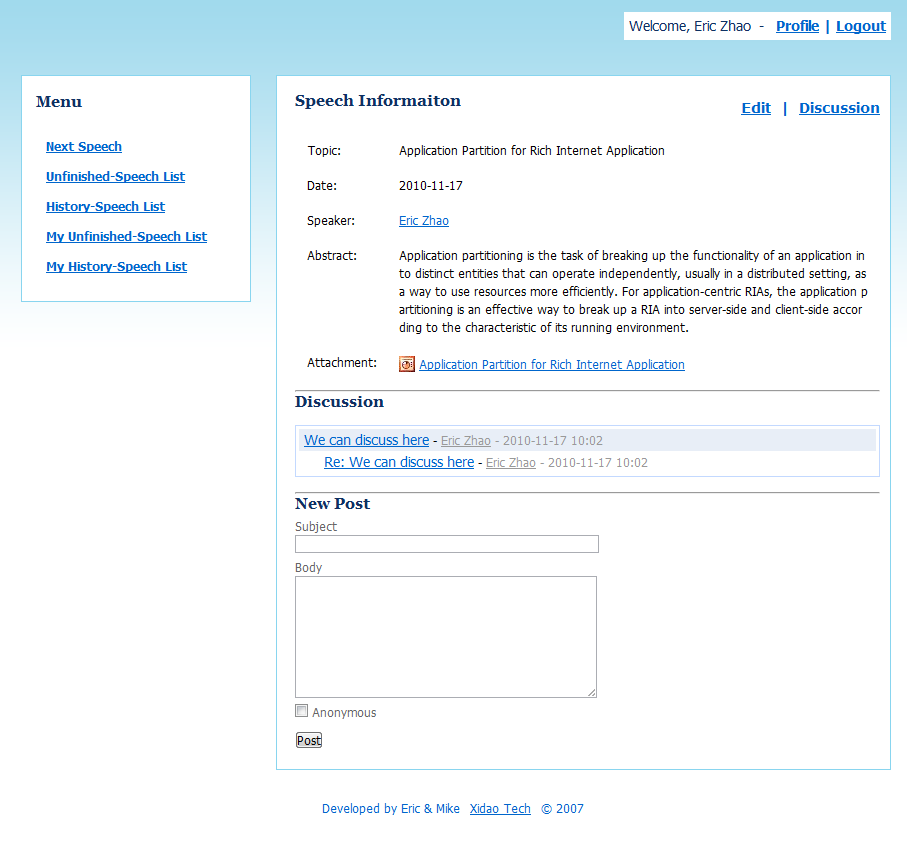 Welcome, Eric Zhao - Profile | Logout
Menu
Next Speech
Unfinished-Speech List
History-Speech List
My Unfinished-Speech List
My History-Speech List
Speech Informaiton
Edit | Discussion
Topic: Application Partition for Rich Internet Application
Date: 2010-11-17
Speaker: Eric Zhao
Abstract: Application partitioning is the task of breaking up the functionality of an application in
to distinct entities that can operate independently, usually in a distributed setting, as
a way to use resources more efficiently. For application-centric RIAs, the application p
artitioning is an effective way to break up a RIA into server-side and client-side accor
ding to the characteristic of its running environment.
Attachment: Application Partition for Rich Internet Application
Discussion
We can discuss here - Eric Zhao - 2010-11-17 10:02
Re: We can discuss here - Eric Zhao - 2010-11-17 10:02
New Post
Subject
Body
Anonymous
Post
Developed by Eric & Mike Xidao Tech © 2007